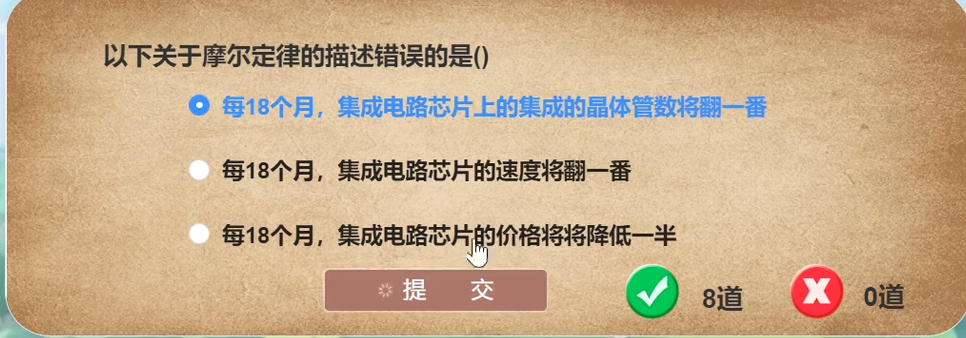 以下关于摩尔定律的描述错误的是()
每18个月，集成电路芯片上的集成的晶体管数将翻一番
每18个月，集成电路芯片的速度将翻一番
每18个月，集成电路芯片的价格将将降低一半
提 交
8道
0道